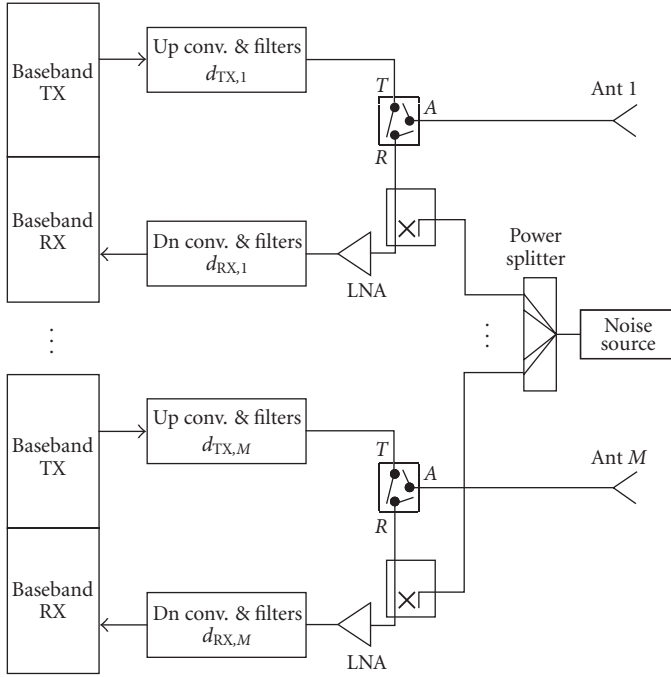 Baseband
TX
Up conv. & filters
d_TX,1
T
A
R
Ant 1
Baseband
RX
Dn conv. & filters
d_RX,1
LNA
Power
splitter
Noise
source
⋮
⋮
Baseband
TX
Up conv. & filters
d_TX,M
T
A
R
Ant M
Baseband
RX
Dn conv. & filters
d_RX,M
LNA